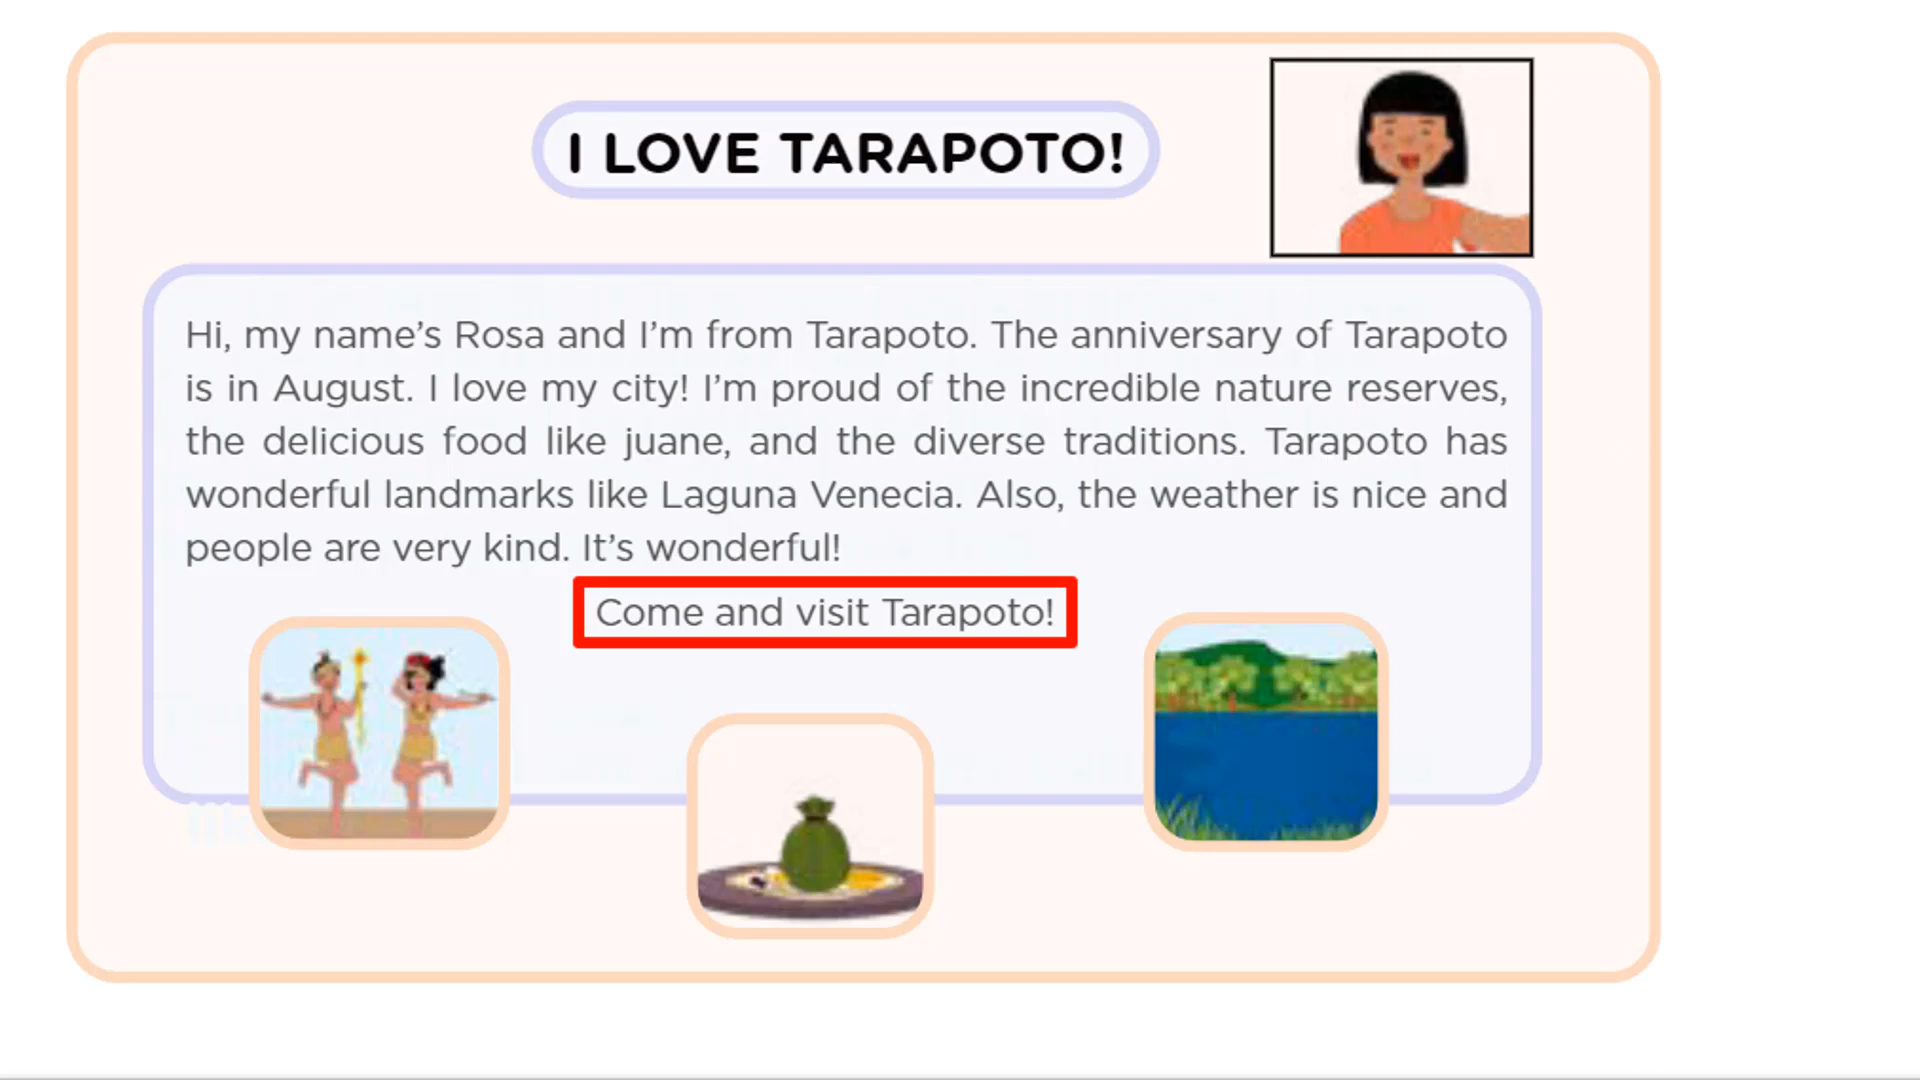 I LOVE TARAPOTO!
Hi, my name’s Rosa and I’m from Tarapoto. The anniversary of Tarapoto
is in August. I love my city! I’m proud of the incredible nature reserves,
the delicious food like juane, and the diverse traditions. Tarapoto has
wonderful landmarks like Laguna Venecia. Also, the weather is nice and
people are very kind. It’s wonderful!
Come and visit Tarapoto!